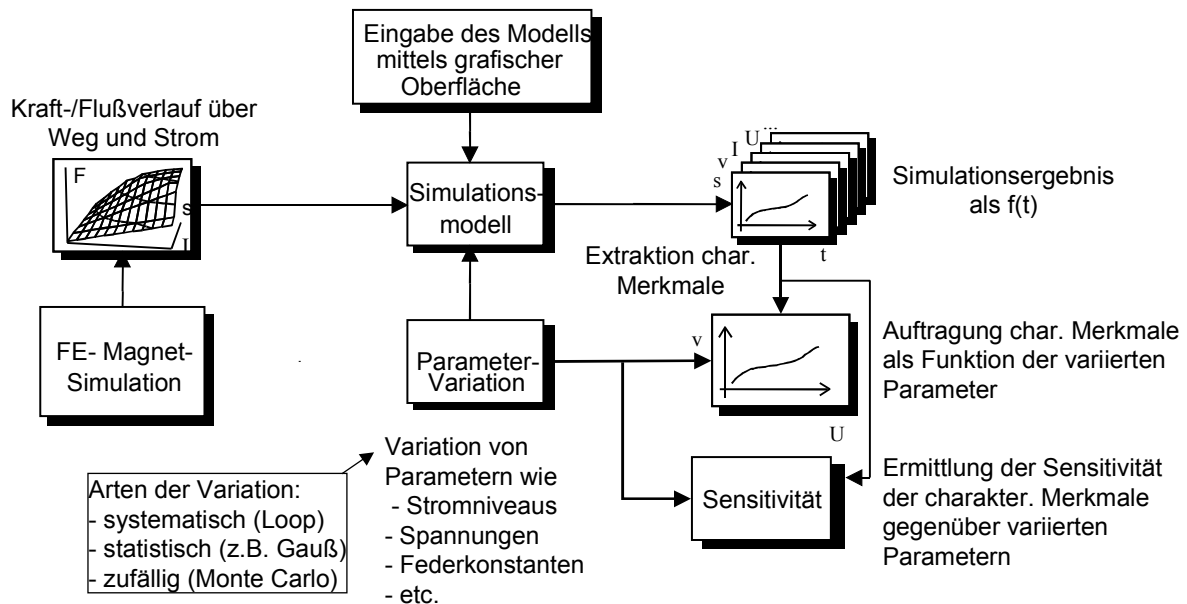 Eingabe des Modells
mittels grafischer
Oberfläche
Kraft-/Flußverlauf über
Weg und Strom
F
s
I
Simulations-
modell
s
v
I
U
...
t
Simulationsergebnis
als f(t)
Extraktion char.
Merkmale
FE- Magnet-
Simulation
Parameter-
Variation
v
U
Auftragung char. Merkmale
als Funktion der variierten
Parameter
Variation von
Parametern wie
- Stromniveaus
- Spannungen
- Federkonstanten
- etc.
Arten der Variation:
- systematisch (Loop)
- statistisch (z.B. Gauß)
- zufällig (Monte Carlo)
Sensitivität
Ermittlung der Sensitivität
der charakter. Merkmale
gegenüber variierten
Parametern